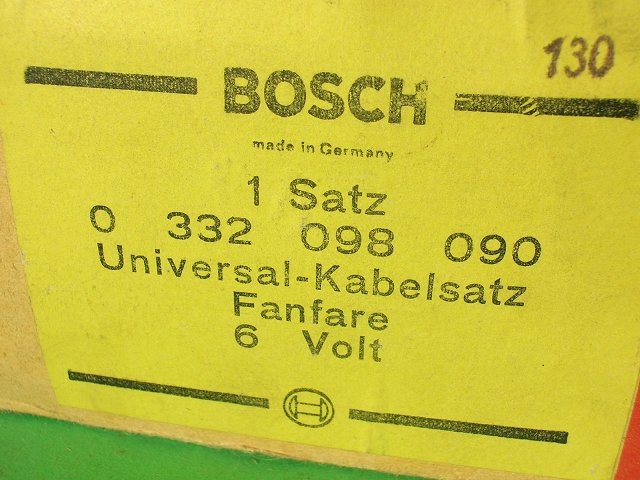 130
BOSCH
made in Germany
1 Satz
0 332 098 090
Universal-Kabelsatz
Fanfare
6 Volt